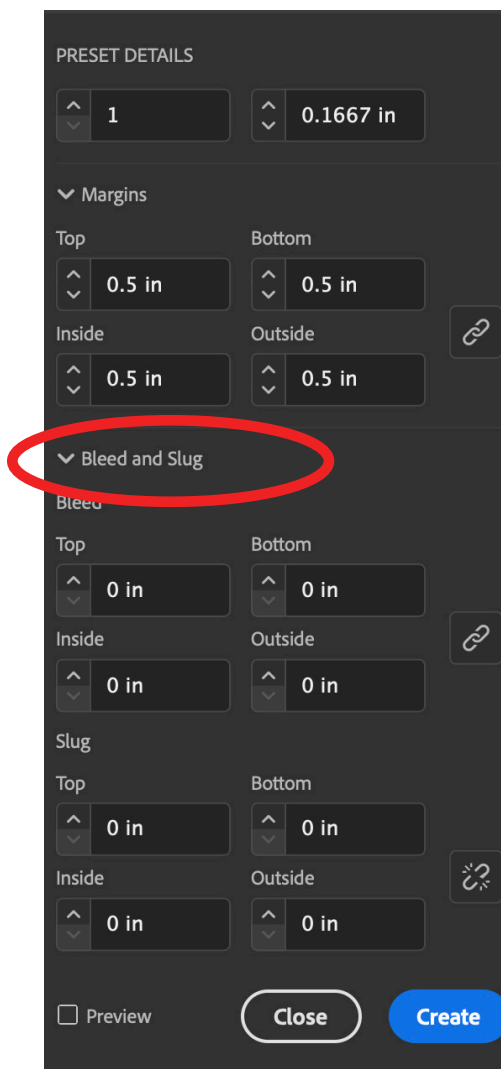 PRESET DETAILS
1 0.1667 in
Margins
Top Bottom
0.5 in 0.5 in
Inside Outside
0.5 in 0.5 in
Bleed and Slug
Bleed
Top Bottom
0 in 0 in
Inside Outside
0 in 0 in
Slug
Top Bottom
0 in 0 in
Inside Outside
0 in 0 in
Preview Close Create